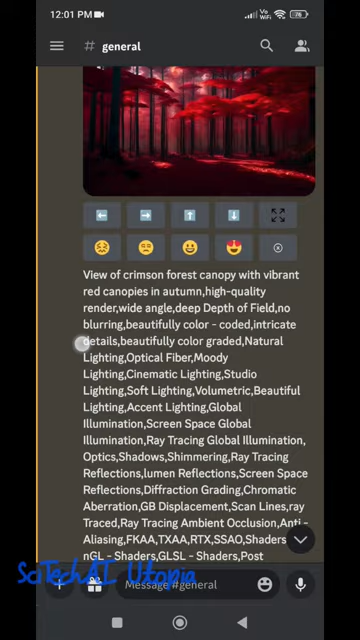 12:01 PM
Vo
WiFi
76
# general
View of crimson forest canopy with vibrant
red canopies in autumn,high-quality
render,wide angle,deep Depth of Field,no
blurring,beautifully color - coded,intricate
details,beautifully color graded,Natural
Lighting,Optical Fiber,Moody
Lighting,Cinematic Lighting,Studio
Lighting,Soft Lighting,Volumetric,Beautiful
Lighting,Accent Lighting,Global
Illumination,Screen Space Global
Illumination,Ray Tracing Global Illumination,
Optics,Shadows,Shimmering,Ray Tracing
Reflections,lumen Reflections,Screen Space
Reflections,Diffraction Grading,Chromatic
Aberration,GB Displacement,Scan Lines,ray
Traced,Ray Tracing Ambient Occlusion,Anti -
Aliasing,FKAA,TXAA,RTX,SSAO,Shaders
nGL - Shaders,GLSL - Shaders,Post
SciTechAI Utopia
Message #general